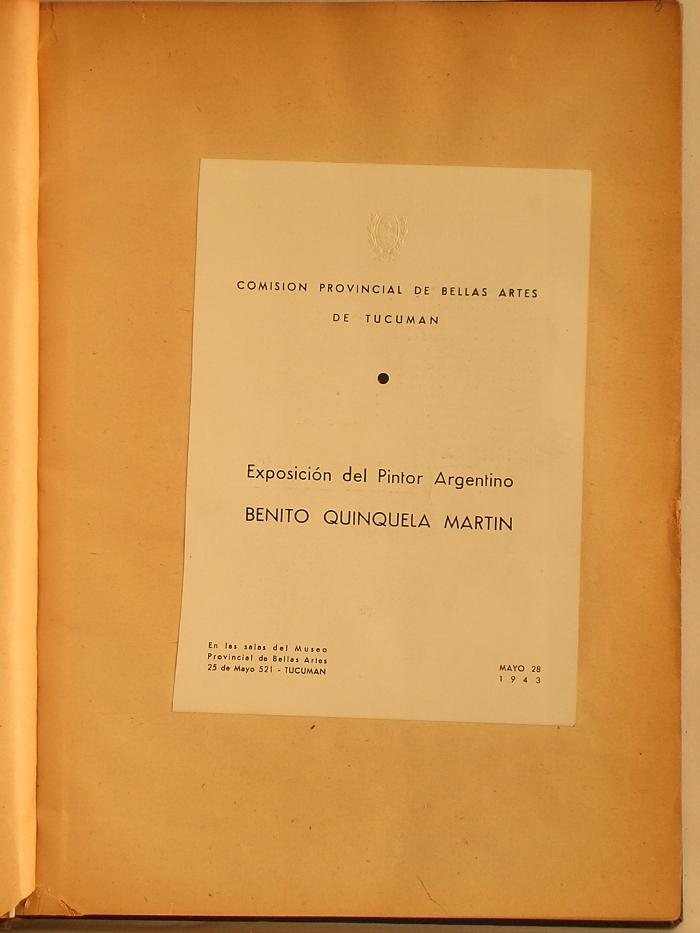 COMISION PROVINCIAL DE BELLAS ARTES
DE TUCUMAN
Exposición del Pintor Argentino
BENITO QUINQUELA MARTIN
En las salas del Museo
Provincial de Bellas Artes
25 de Mayo 521 - TUCUMAN
MAYO 28
1943